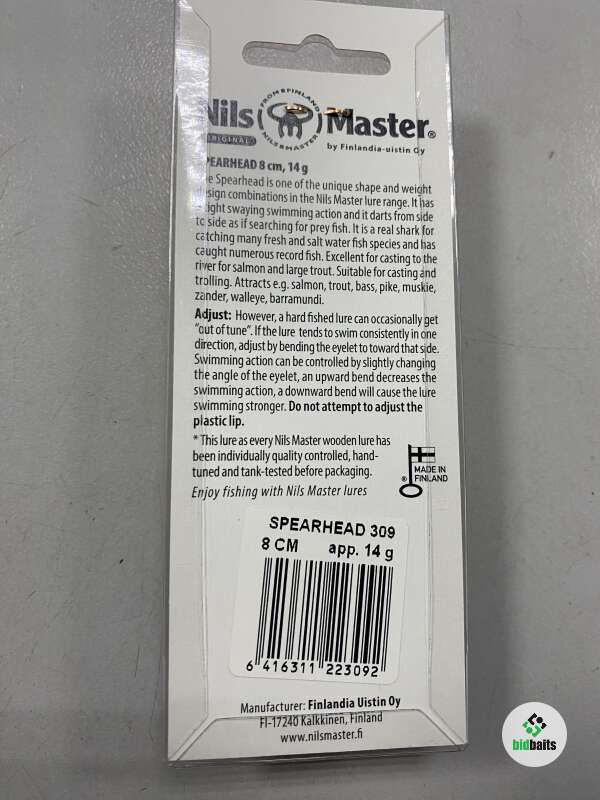 FROM FINLAND
Nils Master®
ORIGINAL
NILSMASTER
by Finlandia-uistin Oy
SPEARHEAD 8 cm, 14 g
The Spearhead is one of the unique shape and weight
design combinations in the Nils Master lure range. It has
a tight swaying swimming action and it darts from side
to side as if searching for prey fish. It is a real shark for
catching many fresh and salt water fish species and has
caught numerous record fish. Excellent for casting to the
river for salmon and large trout. Suitable for casting and
trolling. Attracts e.g. salmon, trout, bass, pike, muskie,
zander, walleye, barramundi.
Adjust: However, a hard fished lure can occasionally get
"out of tune". If the lure tends to swim consistently in one
direction, adjust by bending the eyelet to toward that side.
Swimming action can be controlled by slightly changing
the angle of the eyelet, an upward bend decreases the
swimming action, a downward bend will cause the lure
swimming stronger. Do not attempt to adjust the
plastic lip.
* This lure as every Nils Master wooden lure has
been individually quality controlled, hand-
tuned and tank-tested before packaging.
Enjoy fishing with Nils Master lures
® MADE IN
FINLAND
SPEARHEAD 309
8 CM app. 14 g
6 416311 223092
Manufacturer: Finlandia Uistin Oy
FI-17240 Kalkkinen, Finland
www.nilsmaster.fi
bidbaits